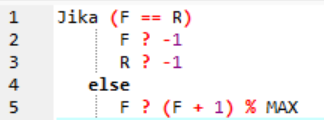 1 Jika (F == R)
2 F ? -1
3 R ? -1
4 else
5 F ? (F + 1) % MAX